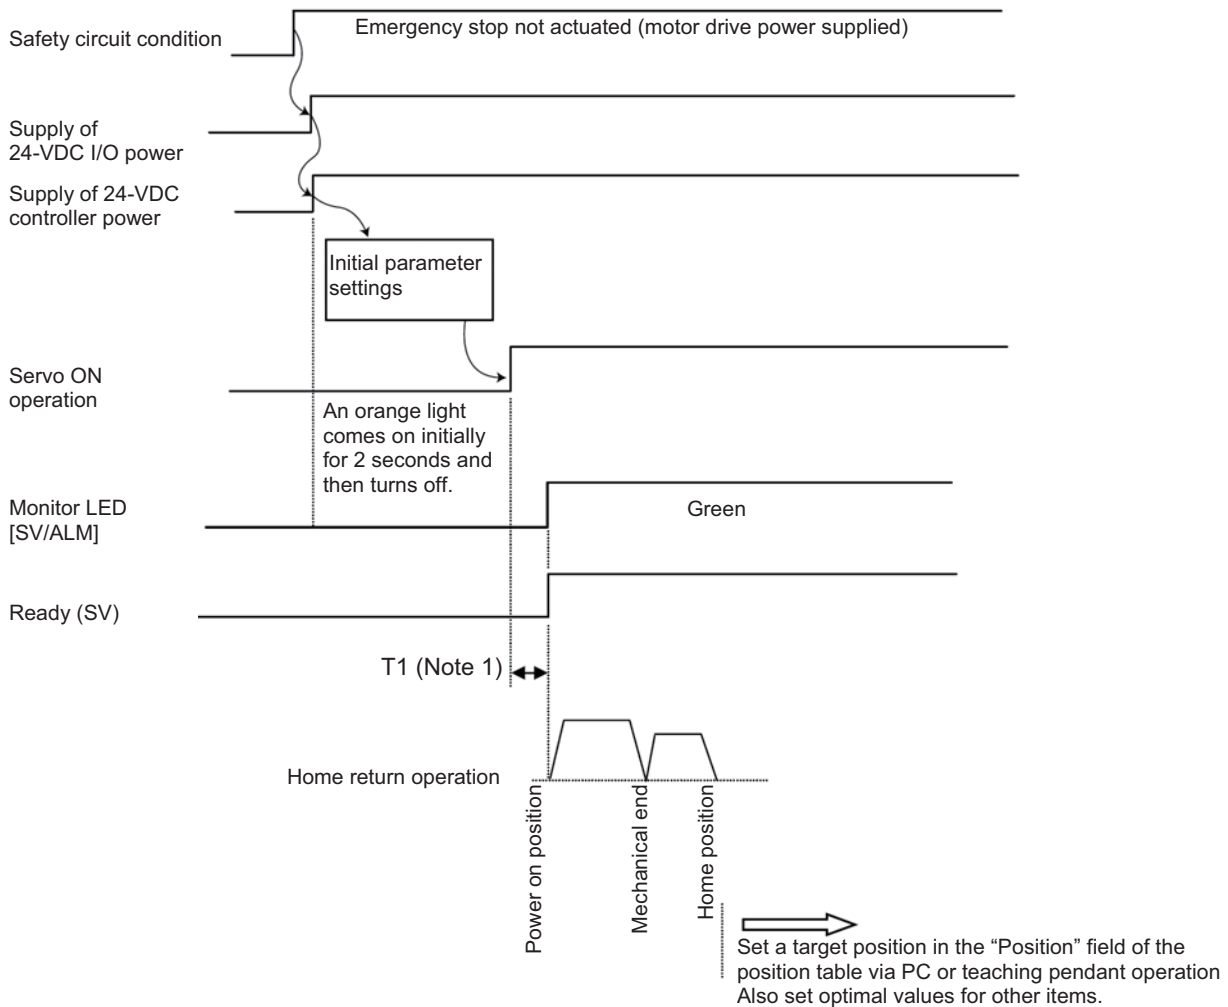 Safety circuit condition
Emergency stop not actuated (motor drive power supplied)
Supply of
24-VDC I/O power
Supply of 24-VDC
controller power
Initial parameter
settings
Servo ON
operation
An orange light
comes on initially
for 2 seconds and
then turns off.
Monitor LED
[SV/ALM]
Green
Ready (SV)
T1 (Note 1)
Home return operation
Power on position
Mechanical end
Home position
Set a target position in the “Position” field of the
position table via PC or teaching pendant operation
Also set optimal values for other items.